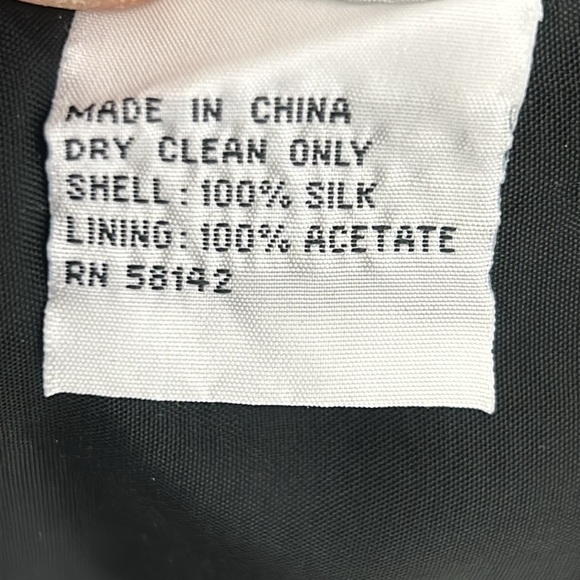 MADE IN CHINA
DRY CLEAN ONLY
SHELL: 100% SILK
LINING: 100% ACETATE
RN 58142